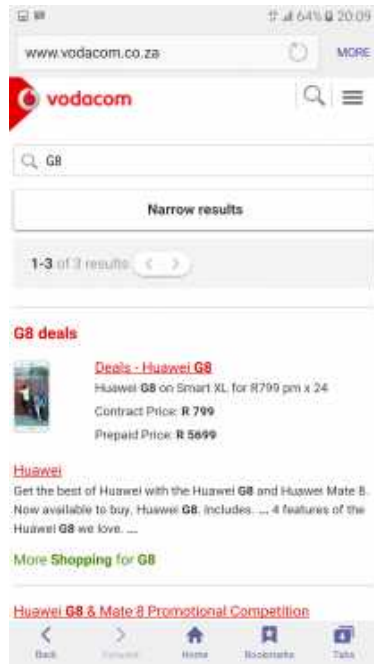 64% 20:09
www.vodacom.co.za MORE
vodacom
G8
Narrow results
1-3 of 3 results
G8 deals
Deals - Huawei G8
Huawei G8 on Smart XL for R799 pm x 24
Contract Price: R 799
Prepaid Price: R 5699
Huawei
Get the best of Huawei with the Huawei G8 and Huawei Mate 8.
Now available to buy. Huawei G8. includes. ... 4 features of the
Huawei G8 we love. ...
More Shopping for G8
Huawei G8 & Mate 8 Promotional Competition
Back Forward Home Bookmarks Tabs